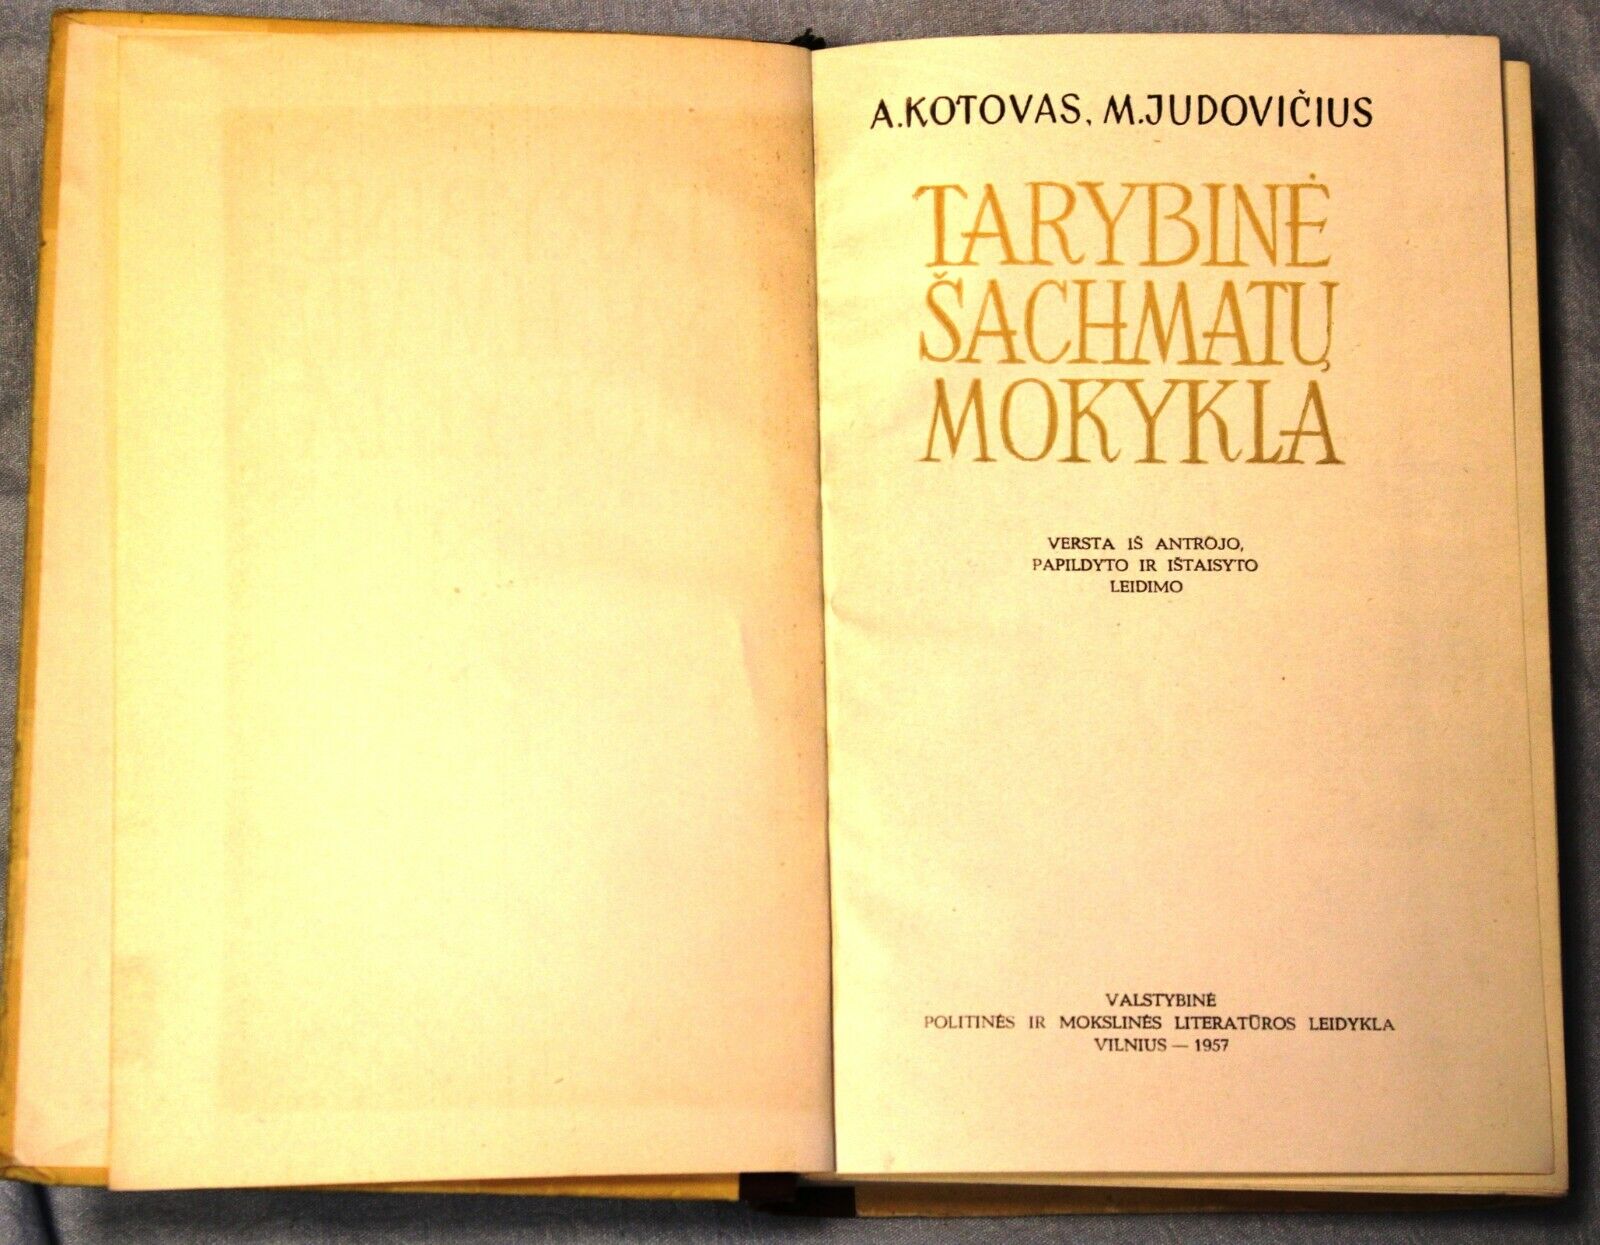 A.KOTOVAS, M.JUDOVIČIUS
TARYBINĖ
ŠACHMATŲ
MOKYKLA
VERSTA IŠ ANTROJO,
PAPILDYTO IR IŠTAISYTO
LEIDIMO
VALSTYBINĖ
POLITINĖS IR MOKSLINĖS LITERATŪROS LEIDYKLA
VILNIUS — 1957